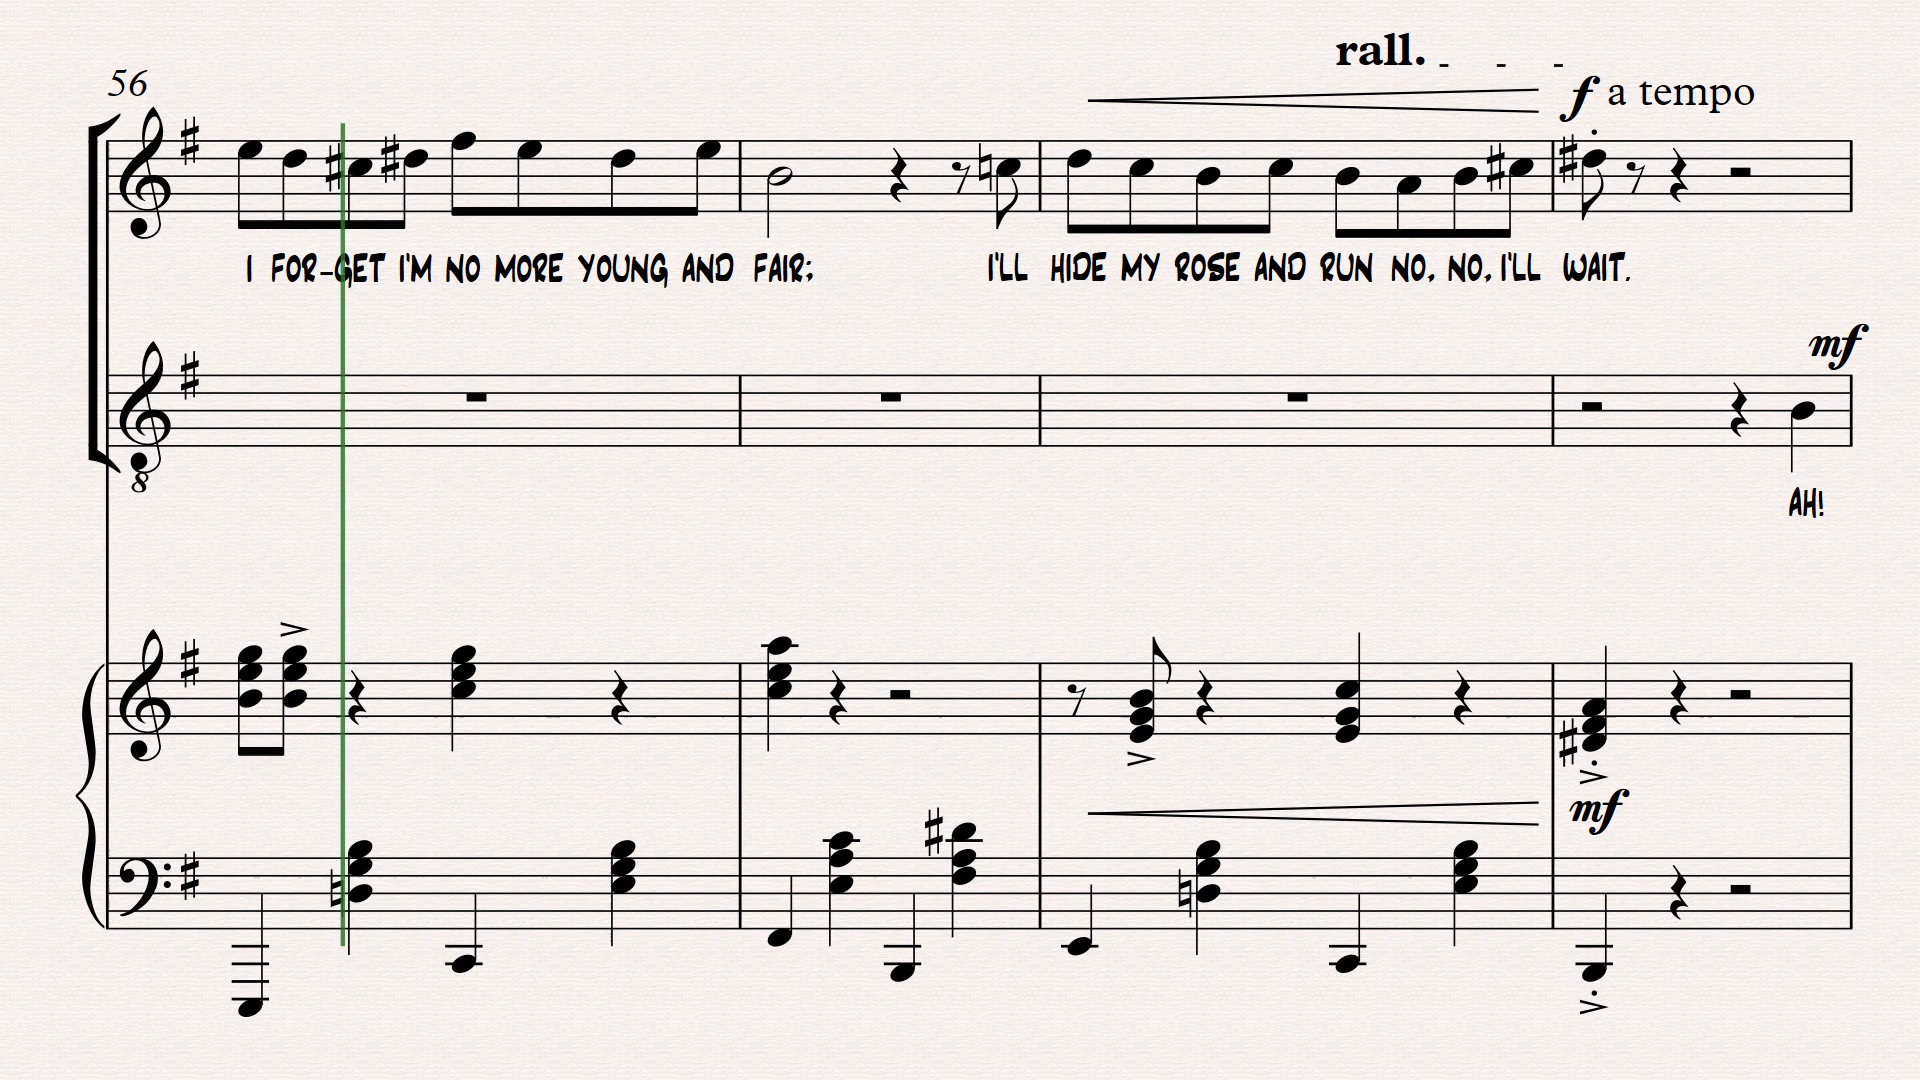 rall.
56
f a tempo
I FOR-GET I'M NO MORE YOUNG AND FAIR; I'LL HIDE MY ROSE AND RUN NO, NO, I'LL WAIT.
mf
8
AH!
mf